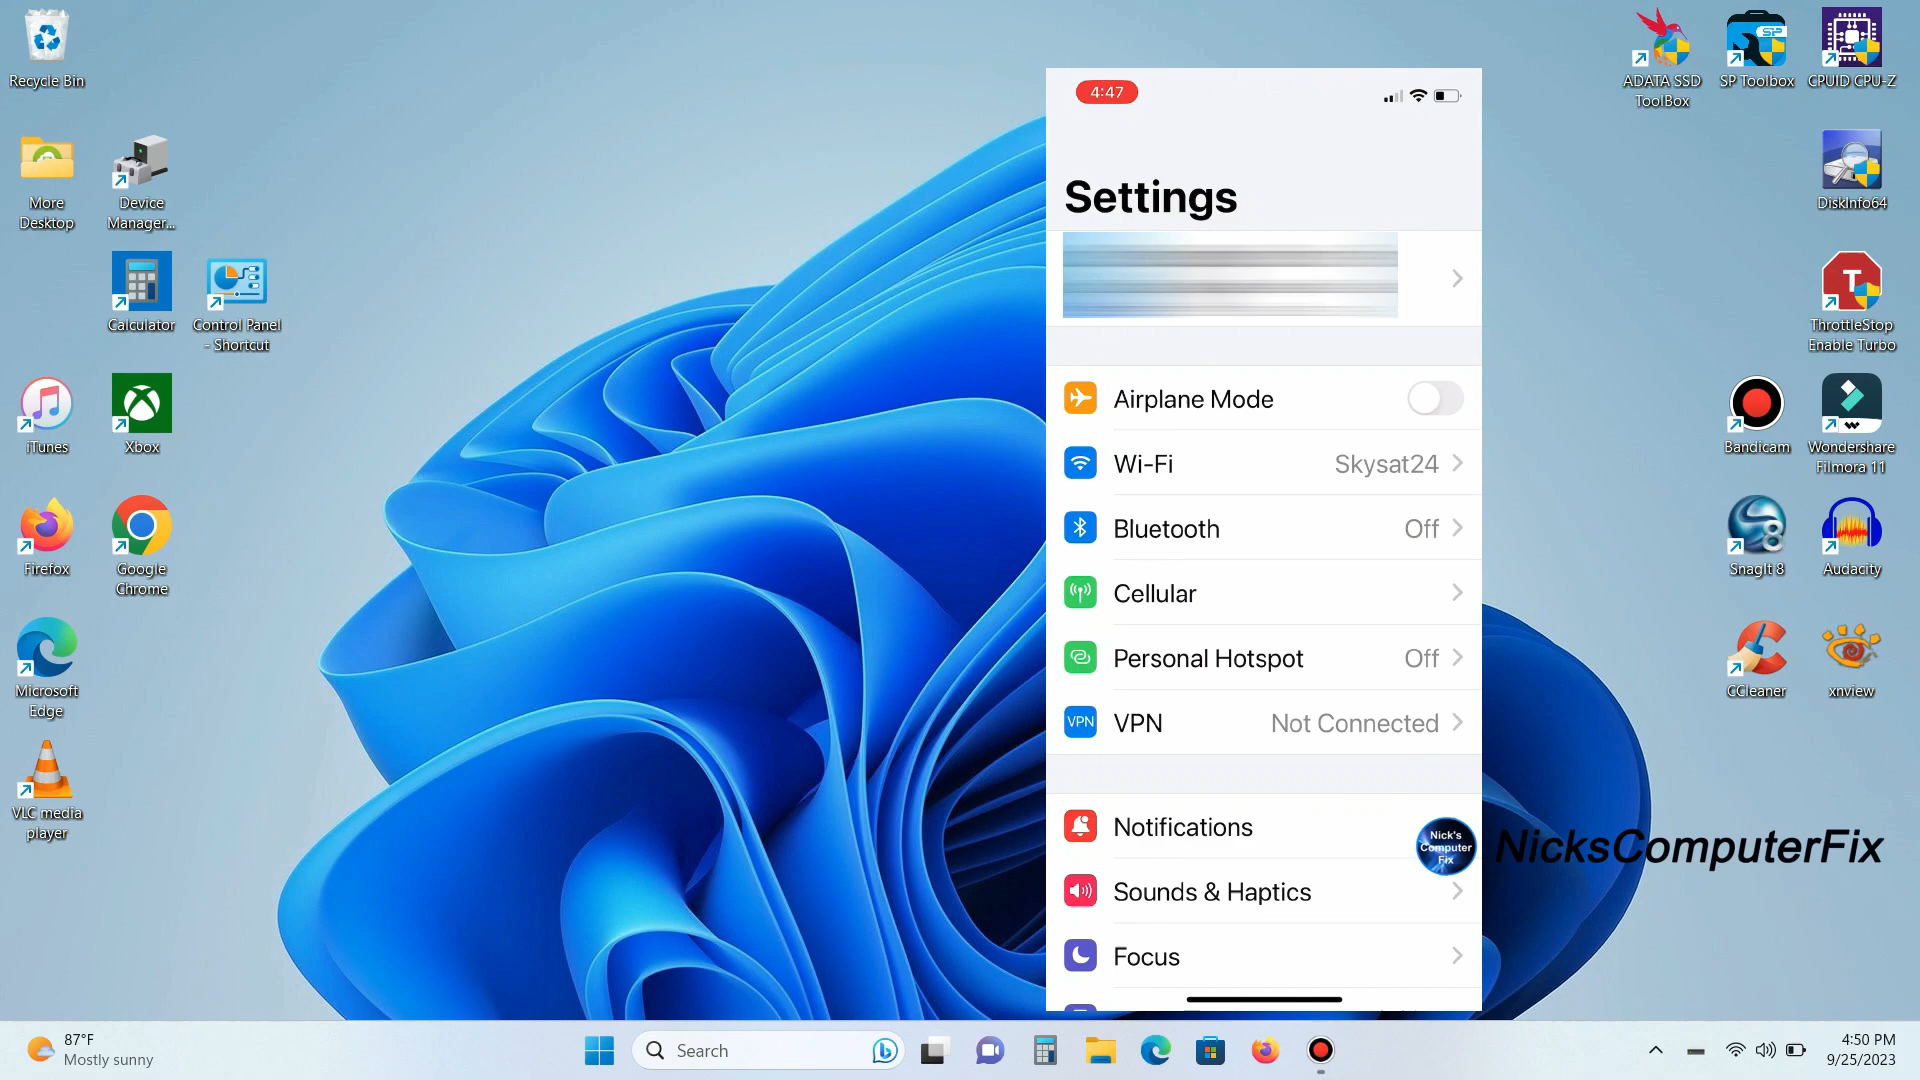 Recycle Bin
More
Desktop
Device
Manager...
Calculator
Control Panel
- Shortcut
iTunes
Xbox
Firefox
Google
Chrome
Microsoft
Edge
VLC media
player
4:47
Settings
Airplane Mode
Wi-Fi
Skysat24
Bluetooth
Off
Cellular
Personal Hotspot
Off
VPN
VPN
Not Connected
Notifications
Sounds & Haptics
Focus
Nick's
Computer
Fix
NicksComputerFix
ADATA SSD
ToolBox
SP
SP Toolbox
CPUID CPU-Z
DiskInfo64
T
ThrottleStop
Enable Turbo
Bandicam
Wondershare
Filmora 11
SnagIt 8
Audacity
CCleaner
xnview
87°F
Mostly sunny
Search
4:50 PM
9/25/2023